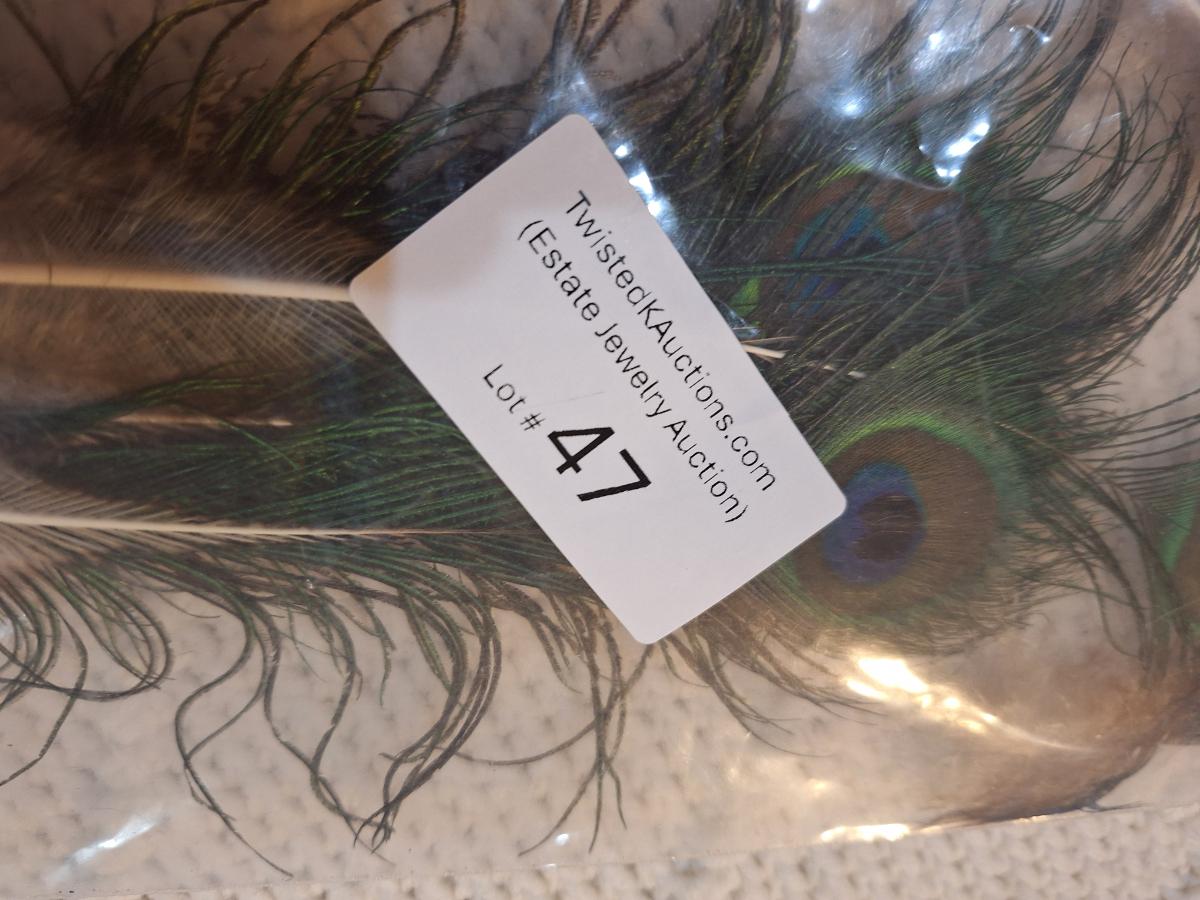 TwistedKAuctions.com
(Estate Jewelry Auction)
Lot # 47